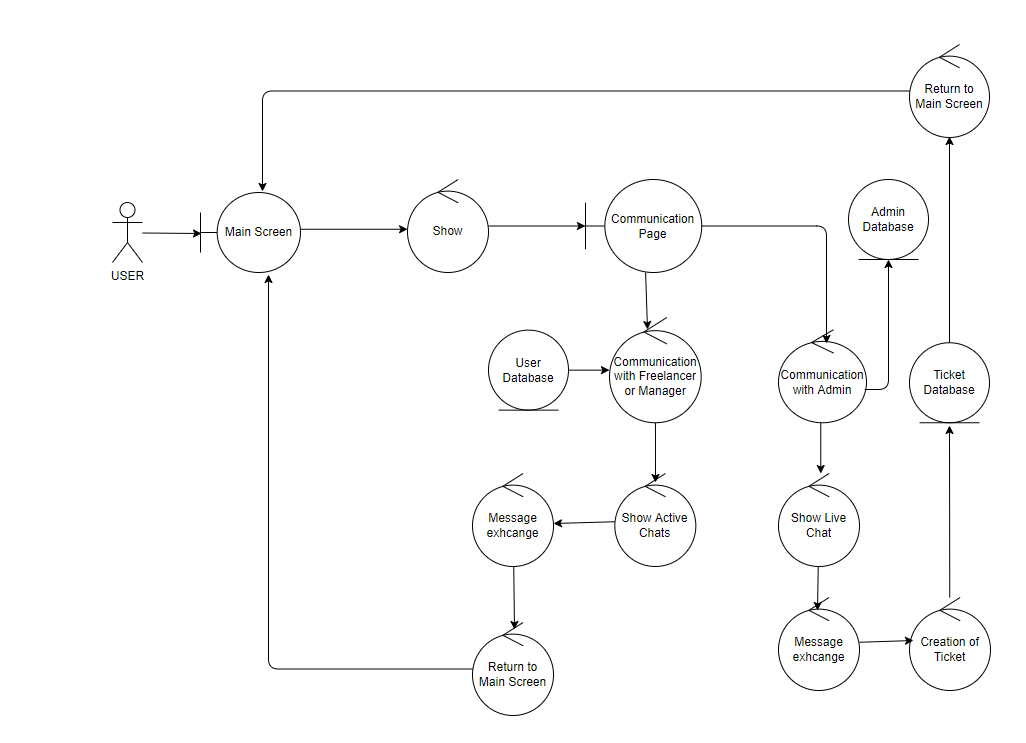 Return to
Main Screen
Admin
Database
Communication
Page
Main Screen
Show
USER
User
Database
Communication
with Freelancer
or Manager
Communication
with Admin
Ticket
Database
Message
exhcange
Show Active
Chats
Show Live
Chat
Message
exhcange
Creation of
Ticket
Return to
Main Screen